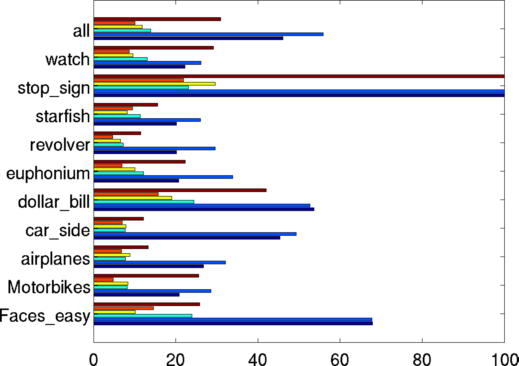 all
watch
stop_sign
starfish
revolver
euphonium
dollar_bill
car_side
airplanes
Motorbikes
Faces_easy
0 20 40 60 80 100